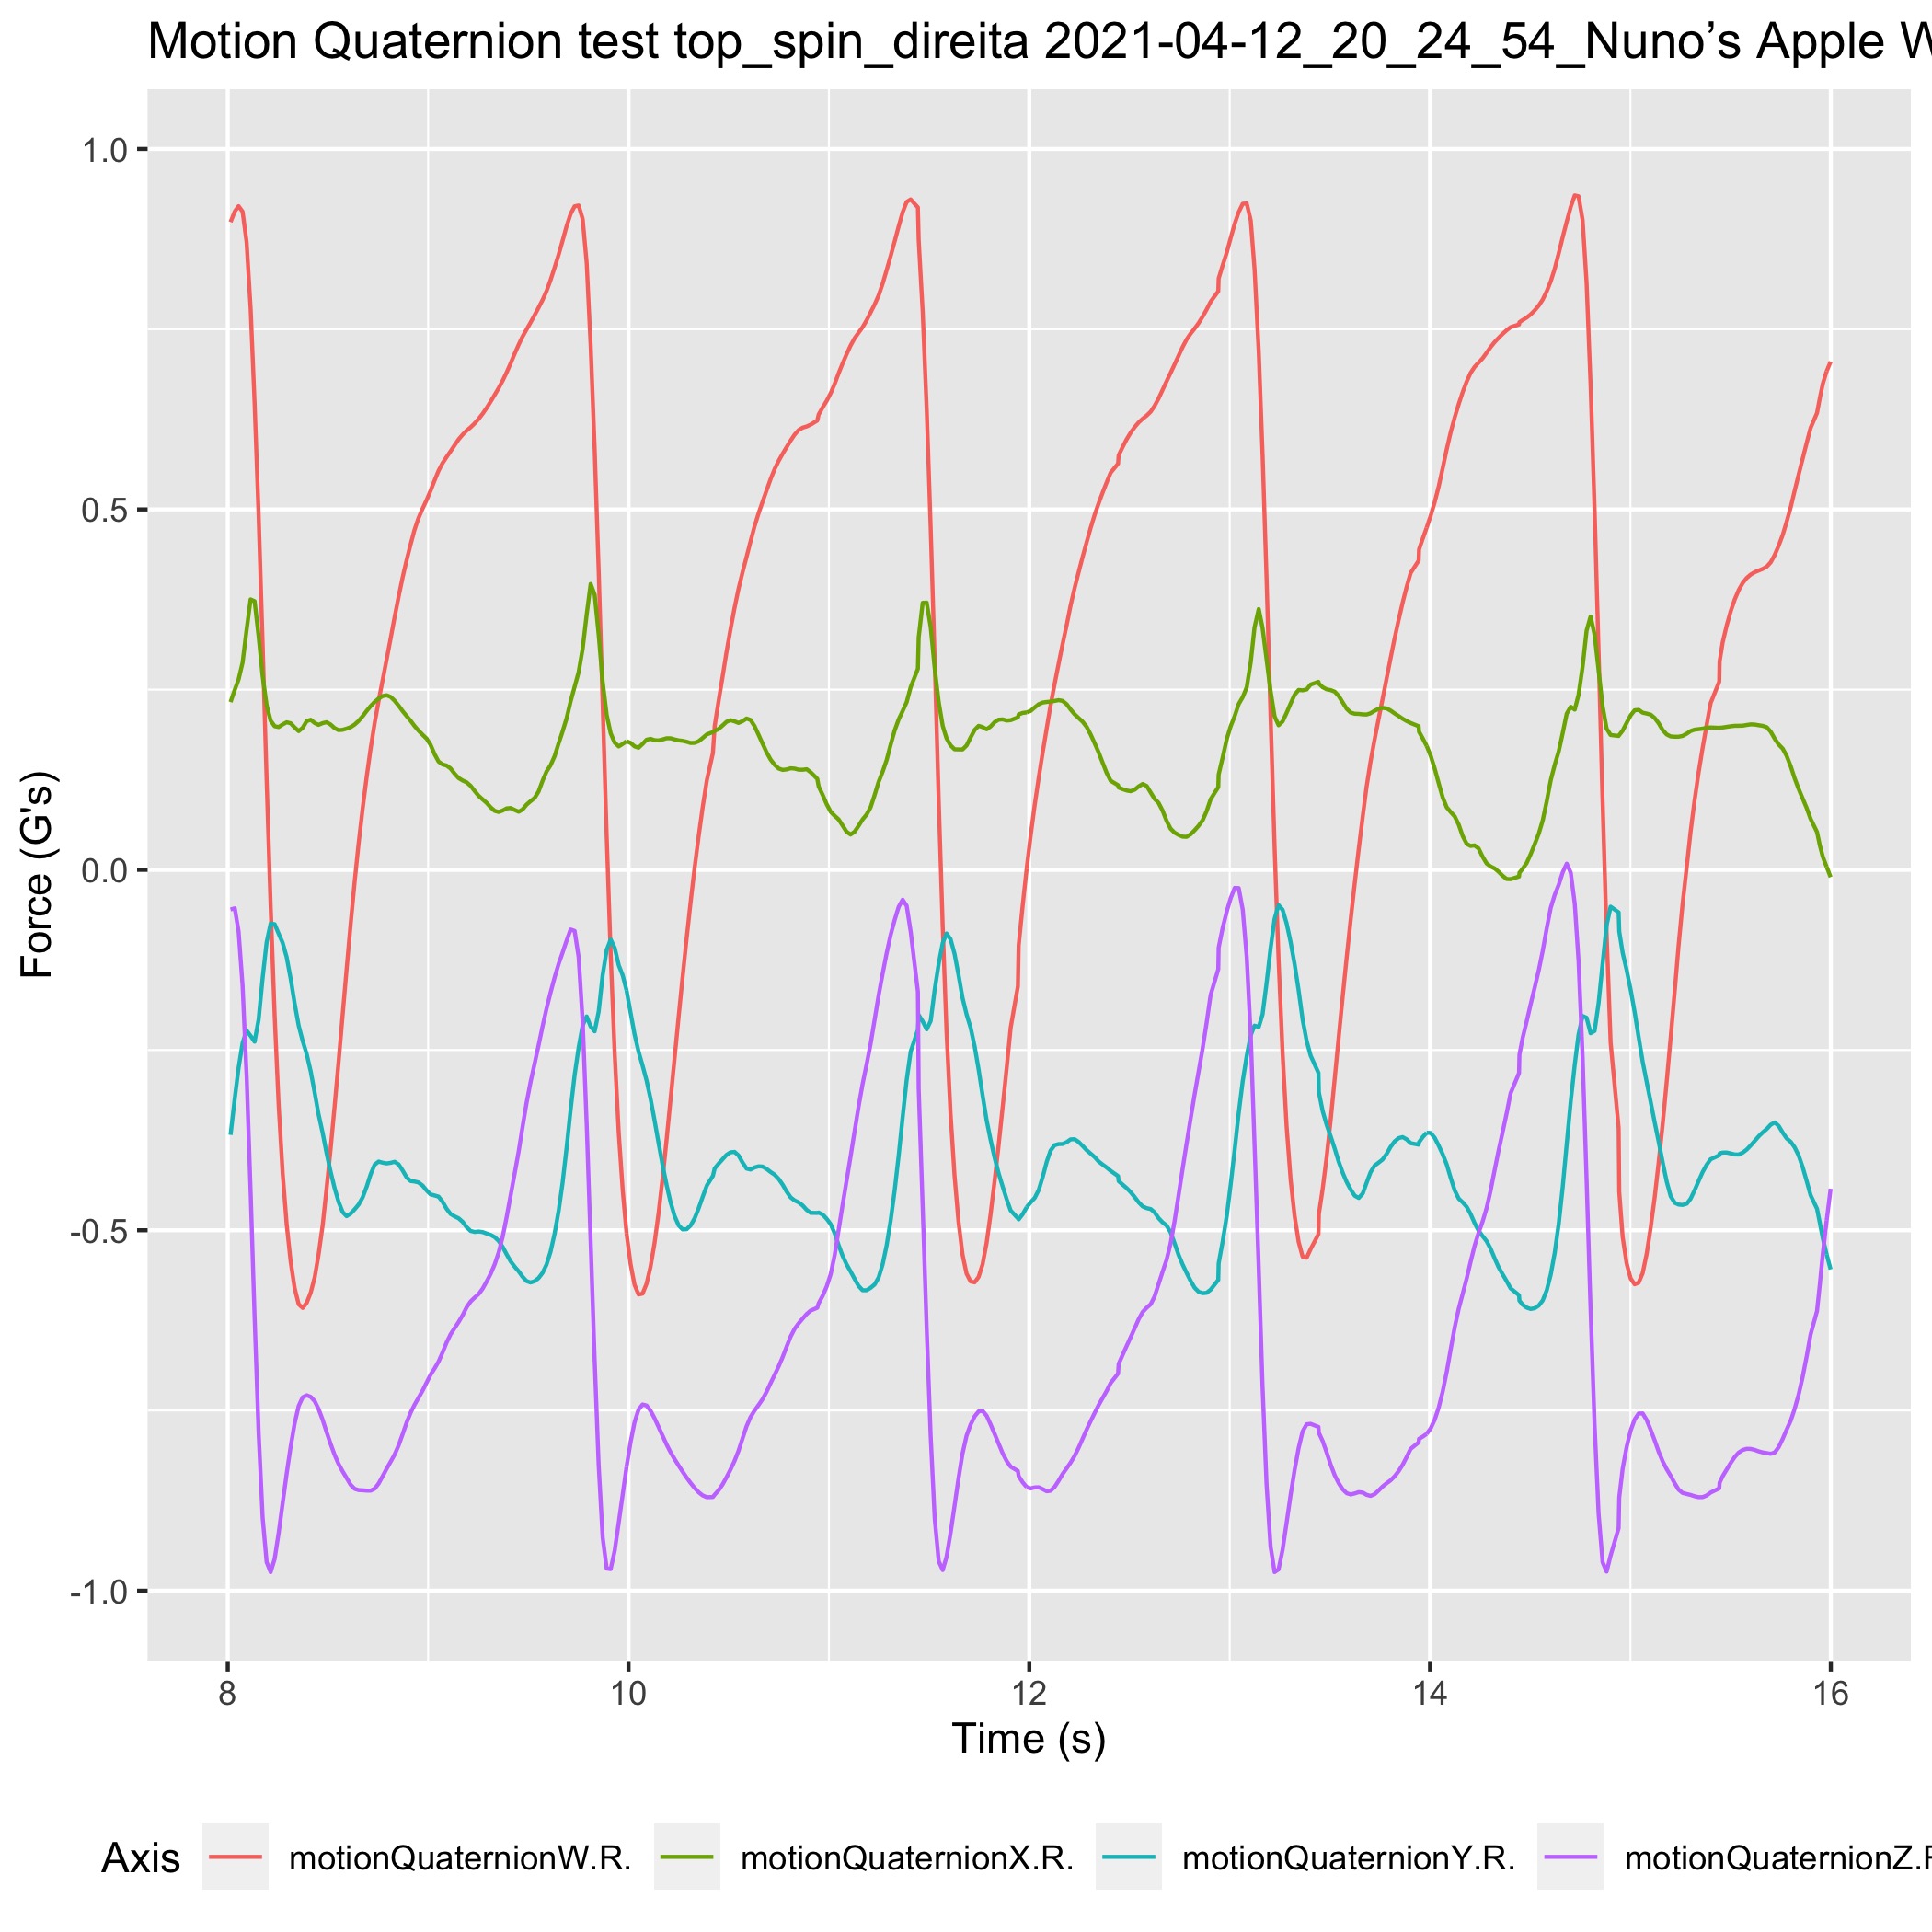 Motion Quaternion test top_spin_direita 2021-04-12_20_24_54_Nuno’s Apple
1.0
0.5
0.0
-0.5
-1.0
Force (G's)
8 10 12 14 16
Time (s)
Axis motionQuaternionW.R. motionQuaternionX.R. motionQuaternionY.R. motionQuaternionZ.